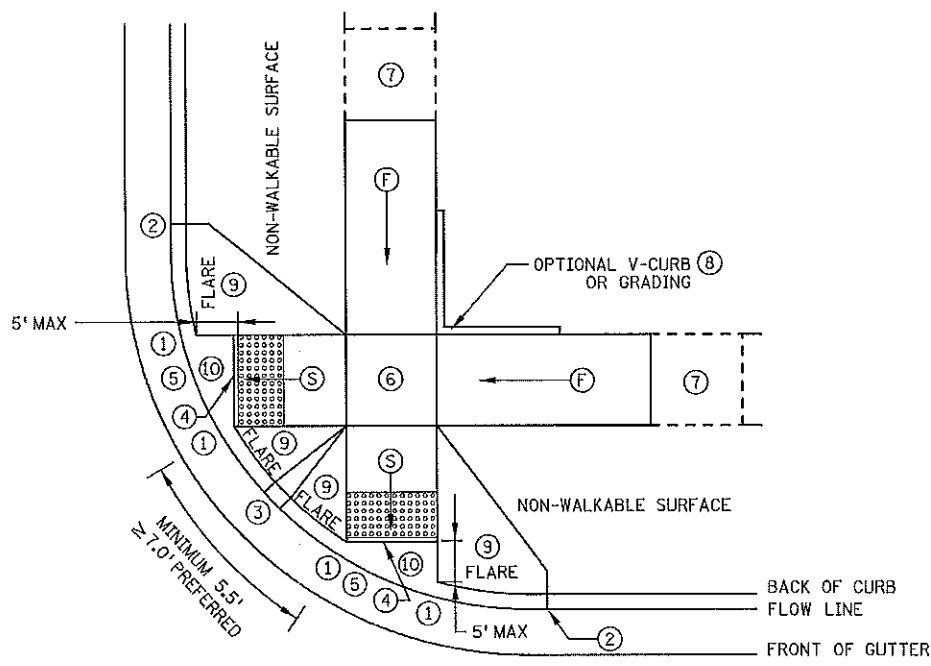 7
NON-WALKABLE SURFACE
F
2
FLARE
9
OPTIONAL V-CURB 8
OR GRADING
5' MAX
1
5
10
4
1
S
6
F
7
9
FLARE
9
FLARE
S
3
NON-WALKABLE SURFACE
MINIMUM 5.5'
≥ 7.0' PREFERRED
9
FLARE
10
1
5
4
1
5' MAX
2
BACK OF CURB
FLOW LINE
FRONT OF GUTTER